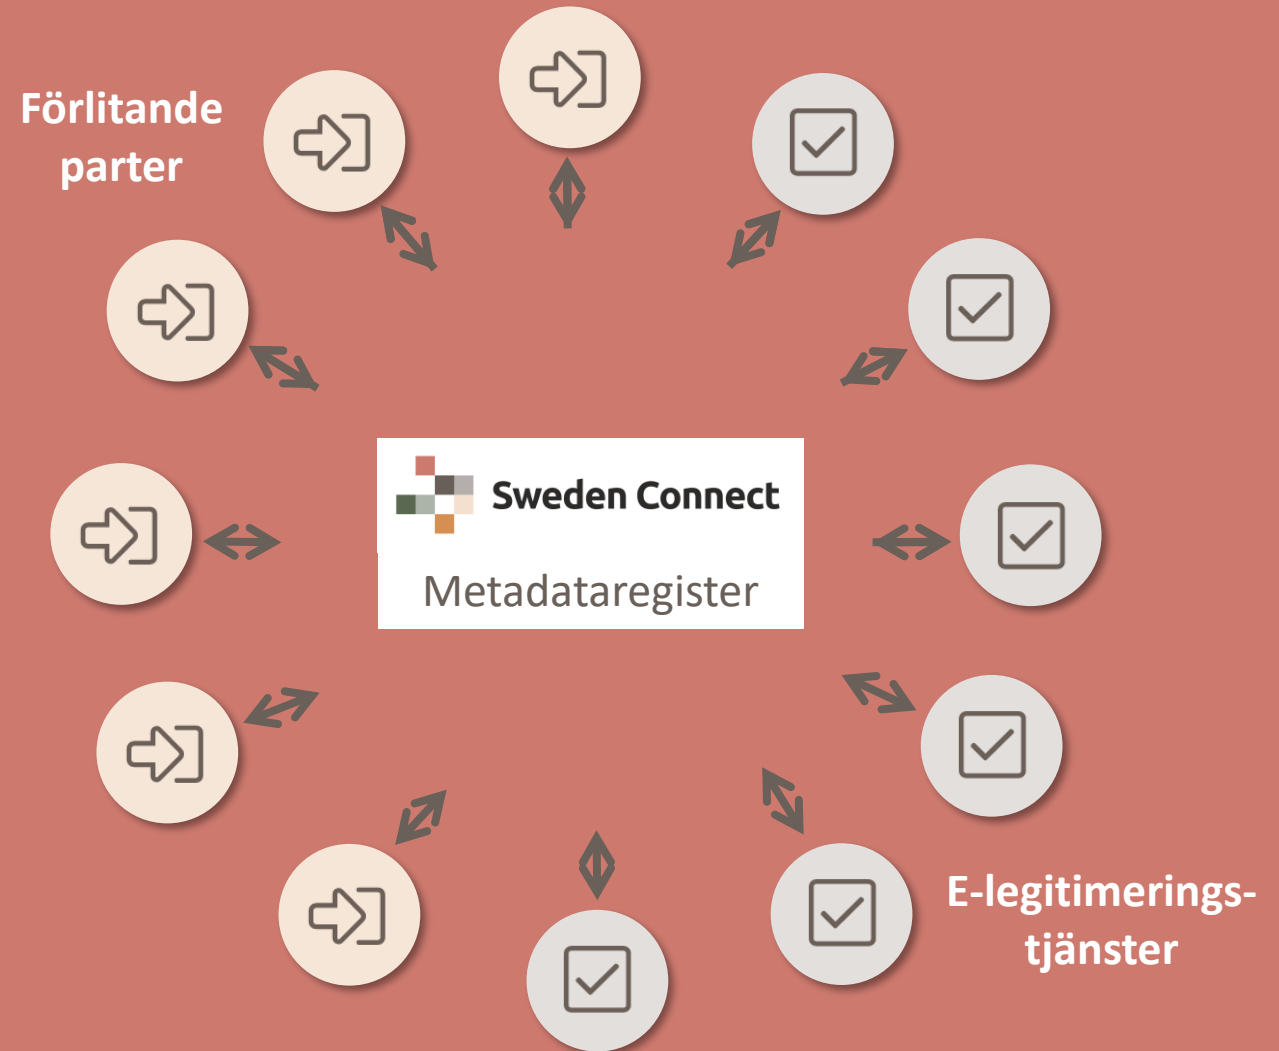 Förlitande
parter
Sweden Connect
Metadataregister
E-legitimerings-
tjänster